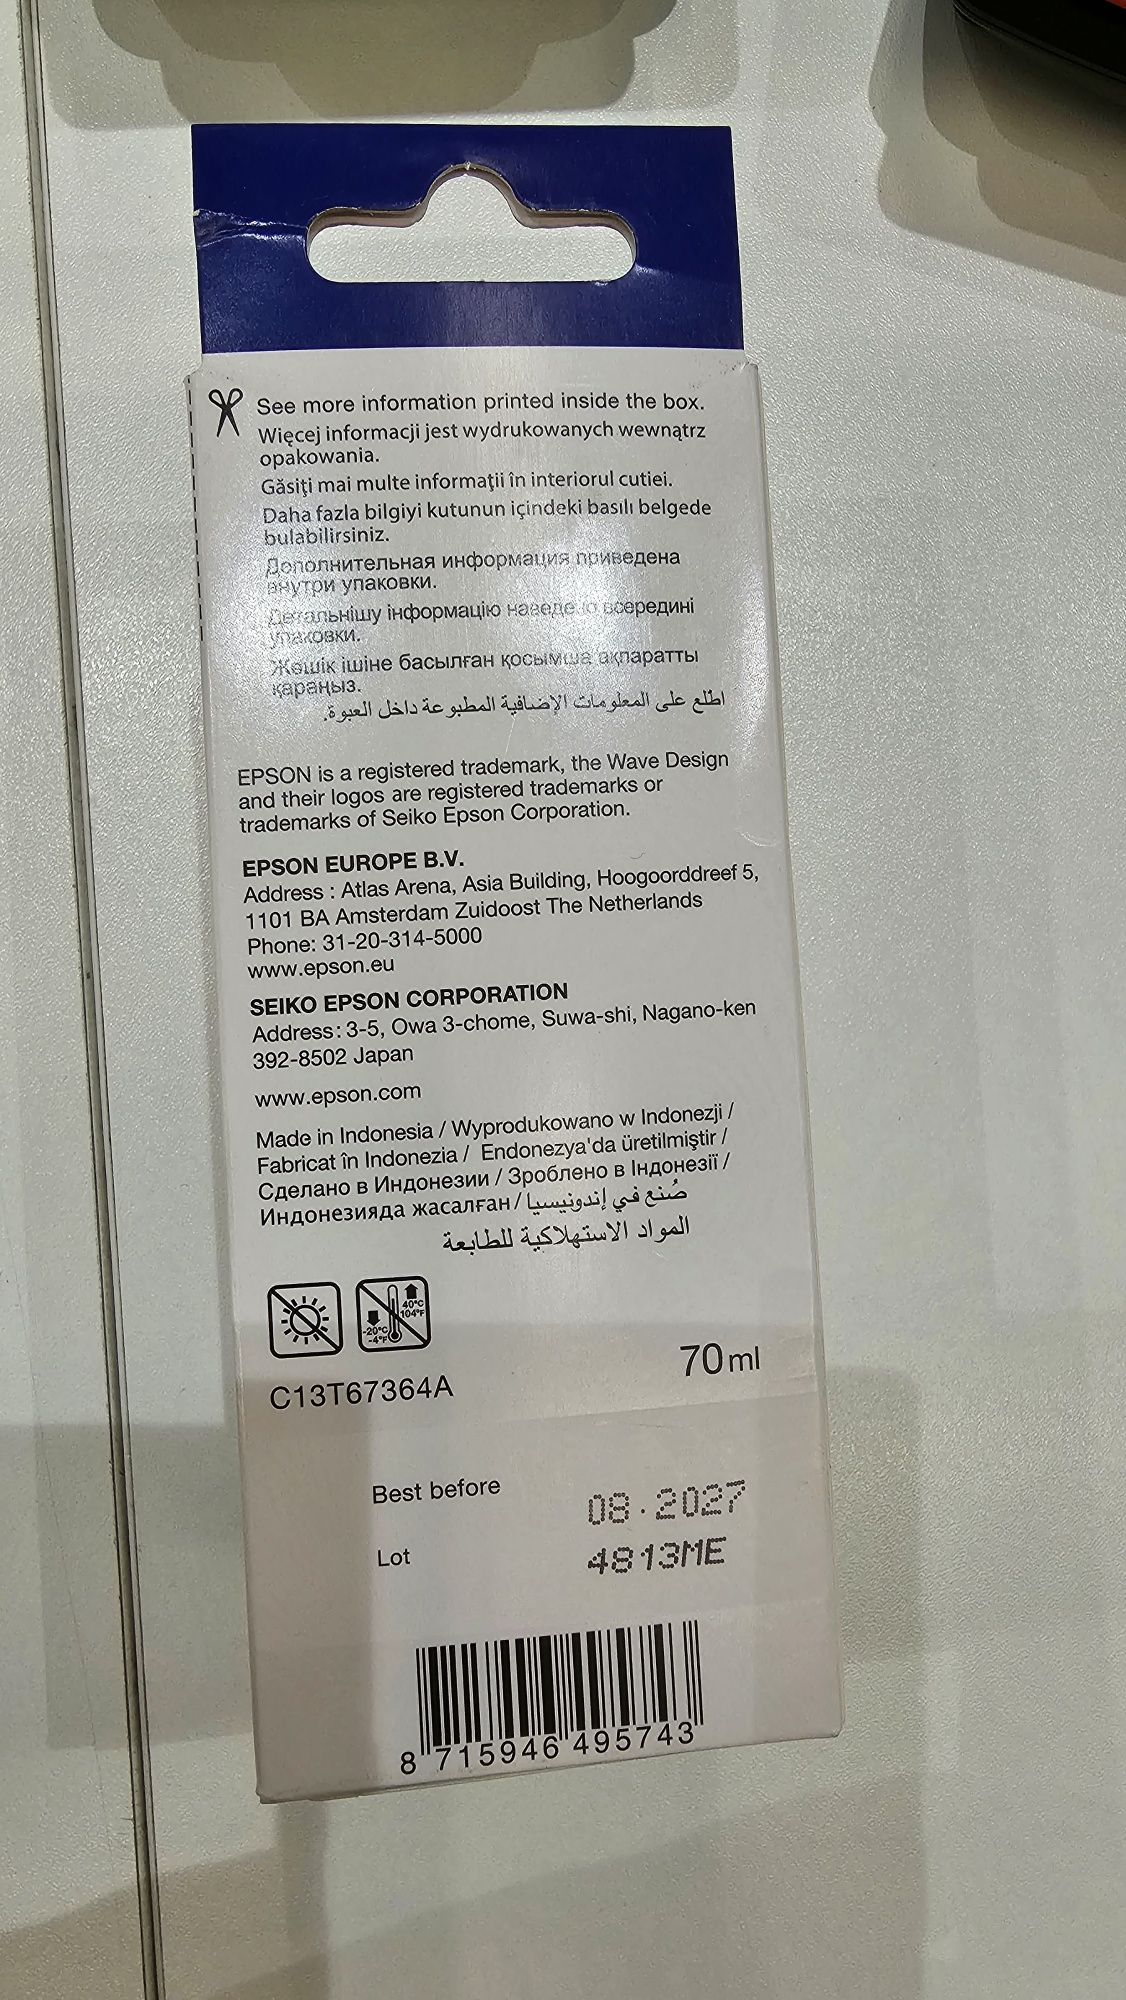 See more information printed inside the box.
Więcej informacji jest wydrukowanych wewnątrz
opakowania.
Găsiți mai multe informații în interiorul cutiei.
Daha fazla bilgiyi kutunun içindeki basılı belgede
bulabilirsiniz.
Дополнительная информация приведена
внутри упаковки.
Детальнішу інформацію наведено всередині
упаковки.
Жәшік ішіне басылған қосымша ақпаратты
қараңыз.
اطّلع على المعلومات الإضافية المطبوعة داخل العبوة.
EPSON is a registered trademark, the Wave Design
and their logos are registered trademarks or
trademarks of Seiko Epson Corporation.
EPSON EUROPE B.V.
Address : Atlas Arena, Asia Building, Hoogoorddreef 5,
1101 BA Amsterdam Zuidoost The Netherlands
Phone: 31-20-314-5000
www.epson.eu
SEIKO EPSON CORPORATION
Address: 3-5, Owa 3-chome, Suwa-shi, Nagano-ken
392-8502 Japan
www.epson.com
Made in Indonesia / Wyprodukowano w Indonezji /
Fabricat în Indonezia / Endonezya'da üretilmiştir /
Сделано в Индонезии / Зроблено в Індонезії /
Индонезияда жасалған / صُنع في إندونيسيا
المواد الاستهلاكية للطابعة
40°C
104°F
-20°C
-4°F
70ml
C13T67364A
Best before 08.2027
Lot 4813ME
8 715946 495743